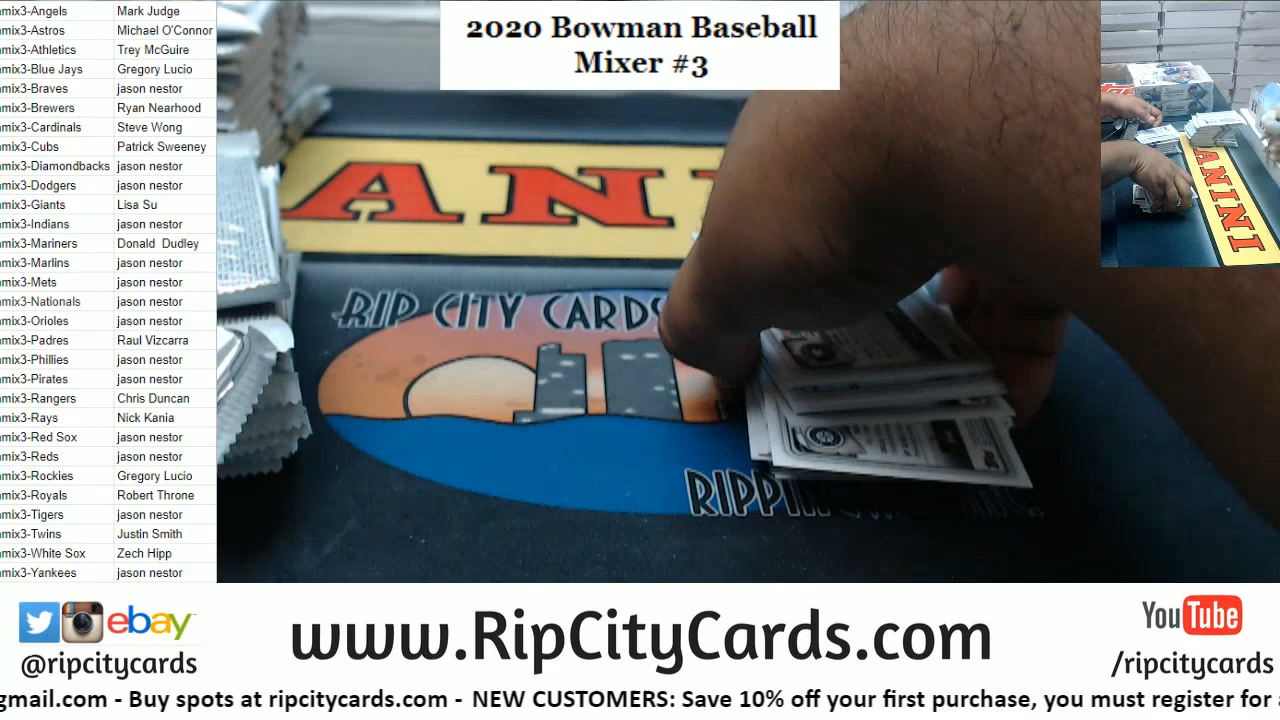 2020 Bowman Baseball
Mixer #3
mix3-Angels Mark Judge
mix3-Astros Michael O'Connor
mix3-Athletics Trey McGuire
mix3-Blue Jays Gregory Lucio
mix3-Braves jason nestor
mix3-Brewers Ryan Nearhood
mix3-Cardinals Steve Wong
mix3-Cubs Patrick Sweeney
mix3-Diamondbacks jason nestor
mix3-Dodgers jason nestor
mix3-Giants Lisa Su
mix3-Indians jason nestor
mix3-Mariners Donald Dudley
mix3-Marlins jason nestor
mix3-Mets jason nestor
mix3-Nationals jason nestor
mix3-Orioles jason nestor
mix3-Padres Raul Vizcarra
mix3-Phillies jason nestor
mix3-Pirates jason nestor
mix3-Rangers Chris Duncan
mix3-Rays Nick Kania
mix3-Red Sox jason nestor
mix3-Reds jason nestor
mix3-Rockies Gregory Lucio
mix3-Royals Robert Throne
mix3-Tigers jason nestor
mix3-Twins Justin Smith
mix3-White Sox Zech Hipp
mix3-Yankees jason nestor
ANI
RIP CITY CARDS
RIPPIN
ANINI
ebay
@ripcitycards
www.RipCityCards.com
YouTube
/ripcitycards
gmail.com - Buy spots at ripcitycards.com - NEW CUSTOMERS: Save 10% off your first purchase, you must register for a